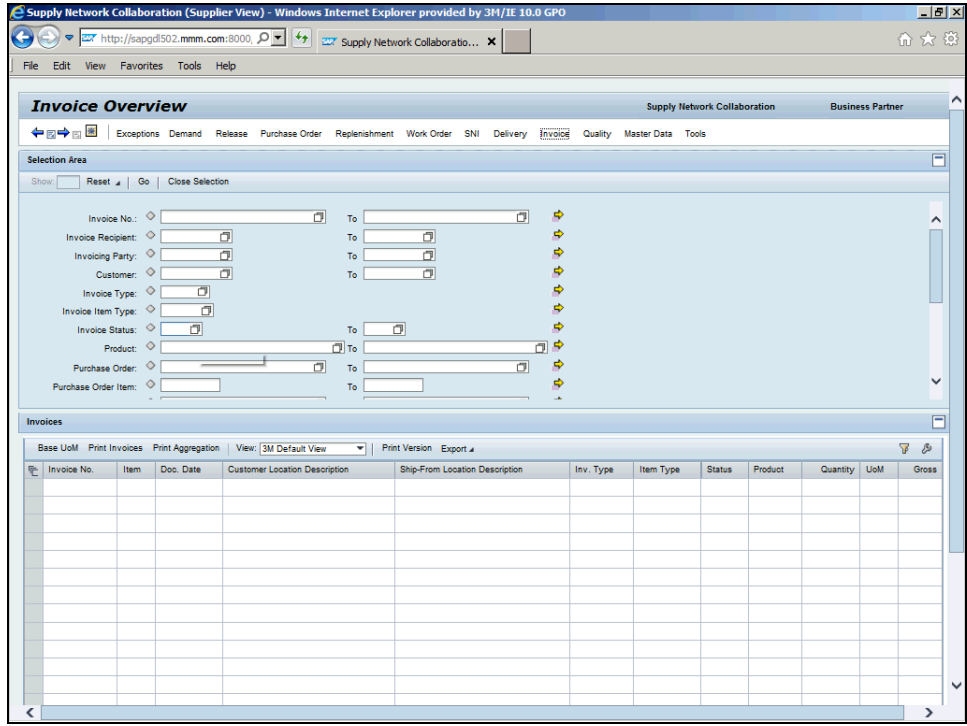 Supply Network Collaboration (Supplier View) - Windows Internet Explorer provided by 3M/IE 10.0 GPO
http://sapgdl502.mmm.com:8000, Supply Network Collaboratio... X
File Edit View Favorites Tools Help
Invoice Overview Supply Network Collaboration Business Partner
Exceptions Demand Release Purchase Order Replenishment Work Order SNI Delivery Invoice Quality Master Data Tools
Selection Area
Show: Reset Go Close Selection
Invoice No.: To
Invoice Recipient: To
Invoicing Party: To
Customer: To
Invoice Type:
Invoice Item Type:
Invoice Status: To
Product: To
Purchase Order: To
Purchase Order Item: To
Invoices
Base UoM Print Invoices Print Aggregation View: 3M Default View Print Version Export
Invoice No. Item Doc. Date Customer Location Description Ship-From Location Description Inv. Type Item Type Status Product Quantity UoM Gross